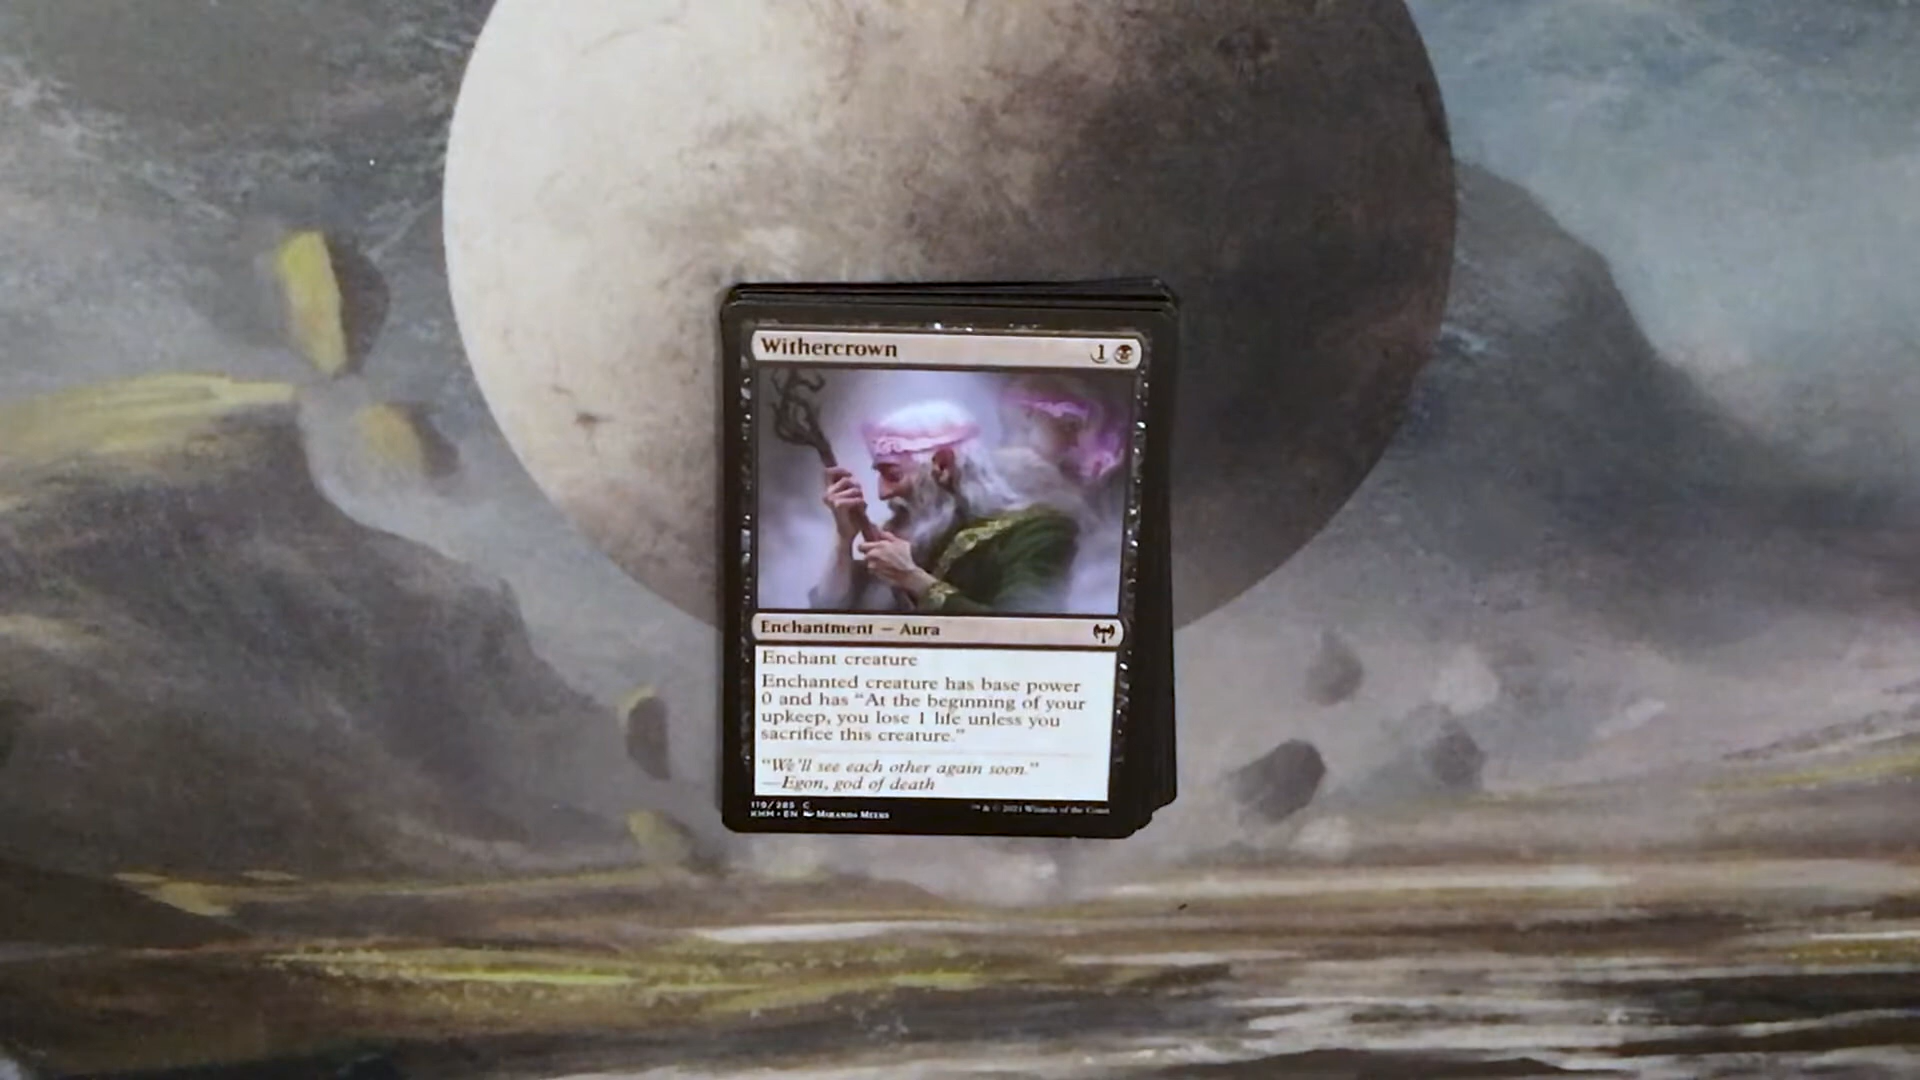 Withercrown 1
Enchantment — Aura
Enchant creature
Enchanted creature has base power
0 and has “At the beginning of your
upkeep, you lose 1 life unless you
sacrifice this creature.”
“We’ll see each other again soon.”
—Egon, god of death
119/285 C
KHM • EN Miranda Meeks
™ & © 2021 Wizards of the Coast